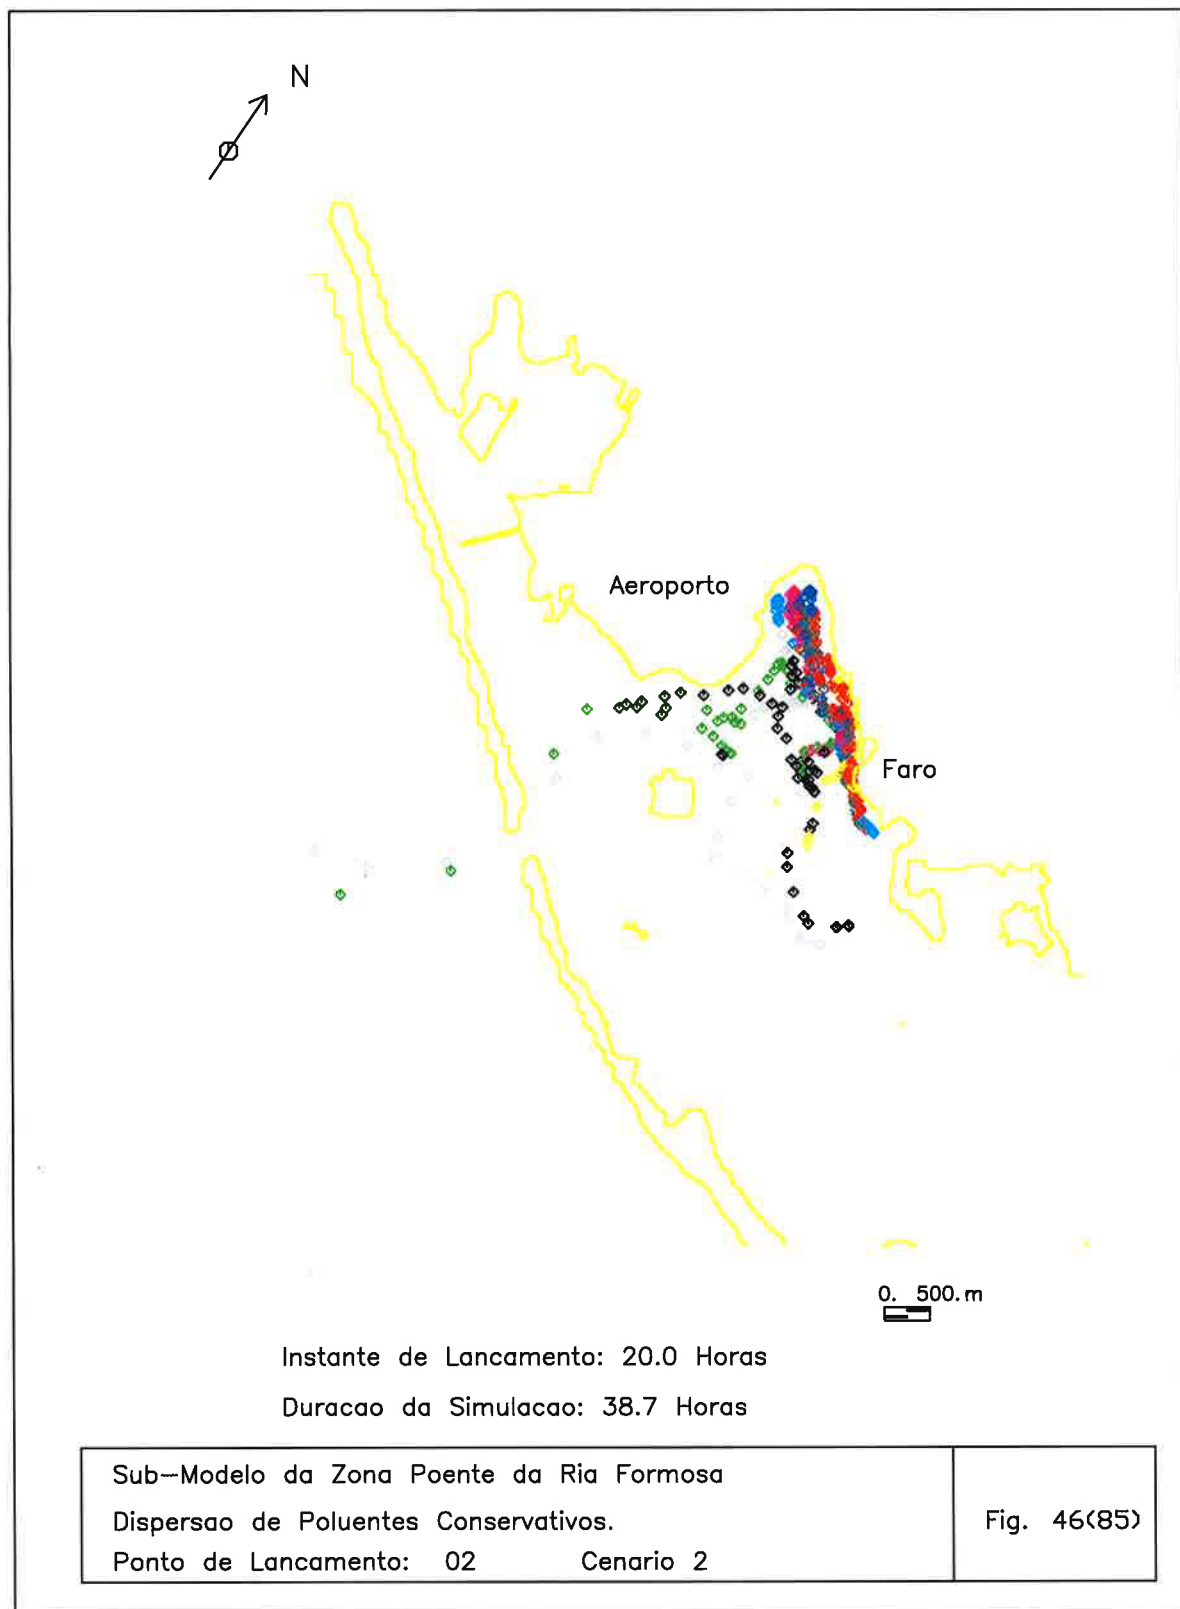 N
Aeroporto
Faro
0. 500.m
Instante de Lancamento: 20.0 Horas
Duracao da Simulacao: 38.7 Horas
Sub-Modelo da Zona Poente da Ria Formosa
Dispersao de Poluentes Conservativos.
Ponto de Lancamento: 02 Cenario 2
Fig. 46(85)